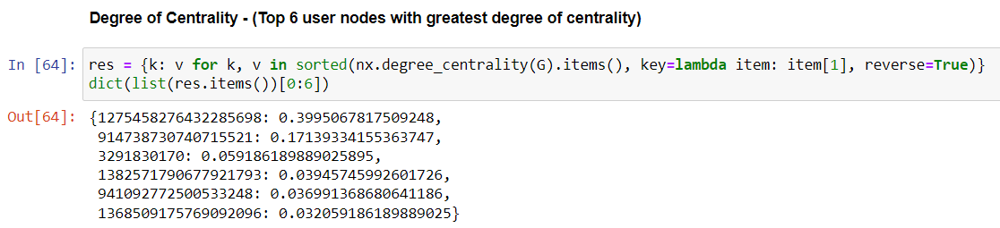 Degree of Centrality - (Top 6 user nodes with greatest degree of centrality)
In [64]: res = {k: v for k, v in sorted(nx.degree_centrality(G).items(), key=lambda item: item[1], reverse=True)}
dict(list(res.items())[0:6])
Out[64]: {1275458276432285698: 0.3995067817509248,
914738730740715521: 0.17139334155363747,
3291830170: 0.059186189889025895,
1382571790677921793: 0.03945745992601726,
941092772500533248: 0.036991368680641186,
1368509175769092096: 0.032059186189889025}